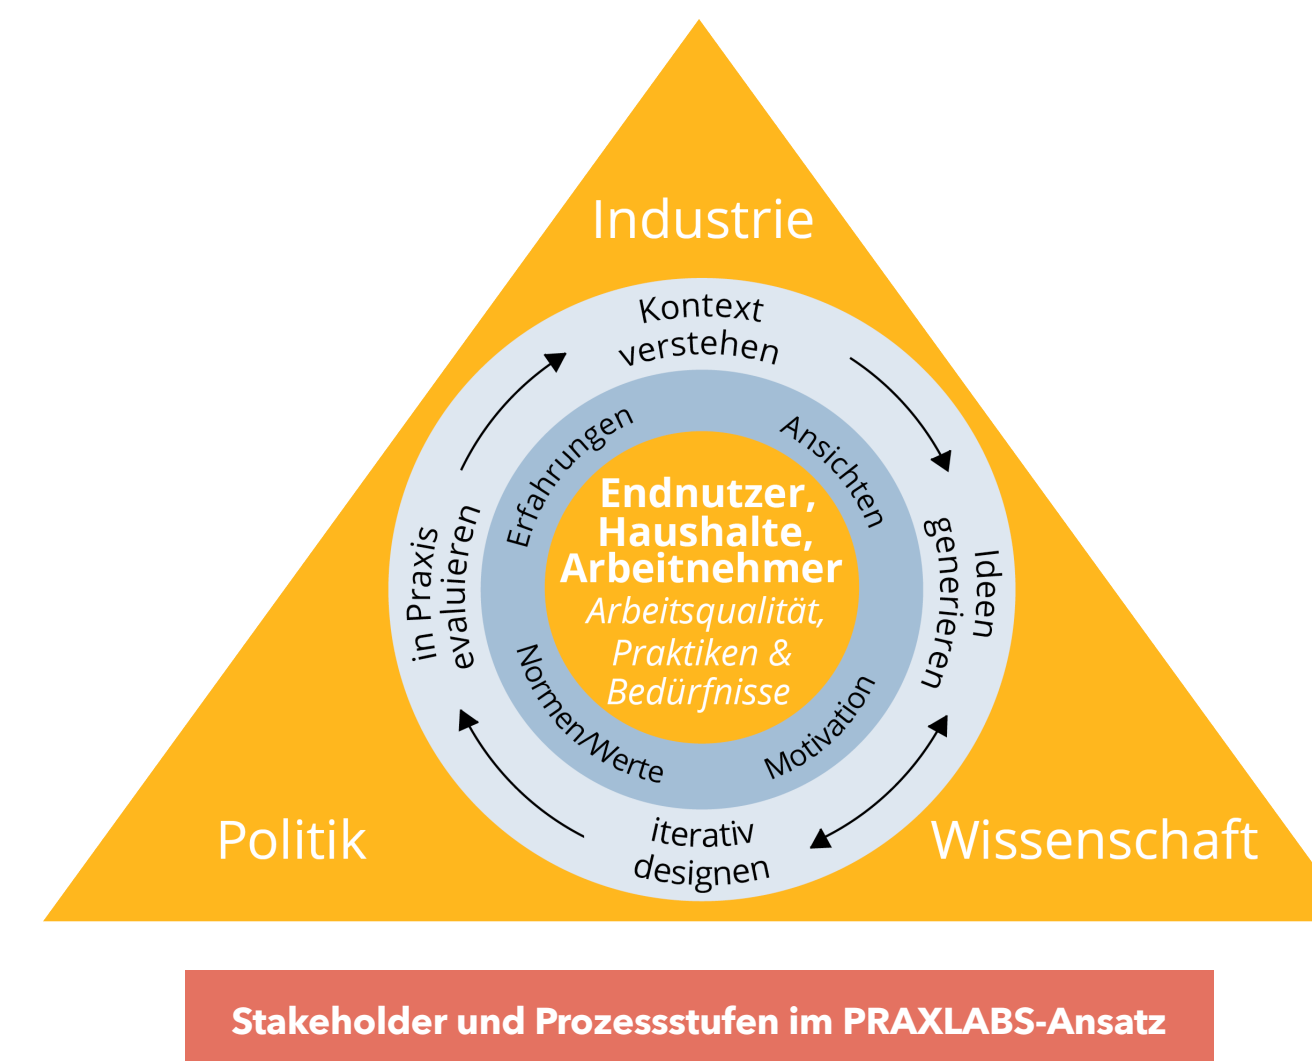 Industrie
Kontext
verstehen
Erfahrungen
Ansichten
Endnutzer,
Haushalte,
Arbeitnehmer
Arbeitsqualität,
Praktiken &
Bedürfnisse
in Praxis
evaluieren
Ideen
generieren
Normen/Werte
Motivation
iterativ
designen
Politik
Wissenschaft
Stakeholder und Prozessstufen im PRAXLABS-Ansatz